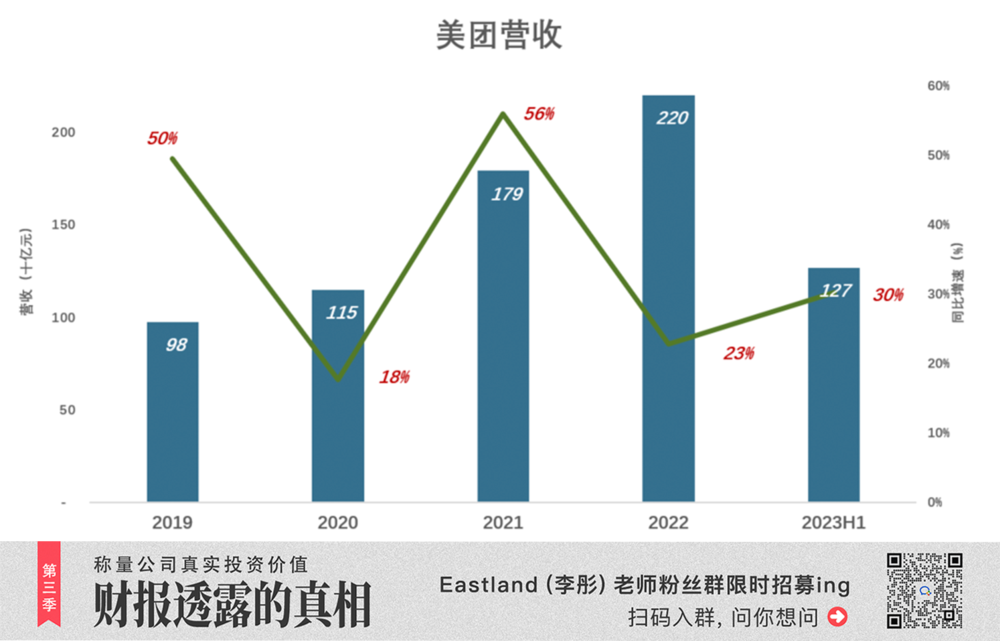 美团营收
营收（十亿元）
200
150
100
50
-
60%
50%
40%
30%
20%
10%
0%
同比增速（%）
50%
18%
56%
23%
30%
98
115
179
220
127
2019
2020
2021
2022
2023H1
第三季
称量公司真实投资价值
财报透露的真相
Eastland（李彤）老师粉丝群限时招募ing
扫码入群，问你想问